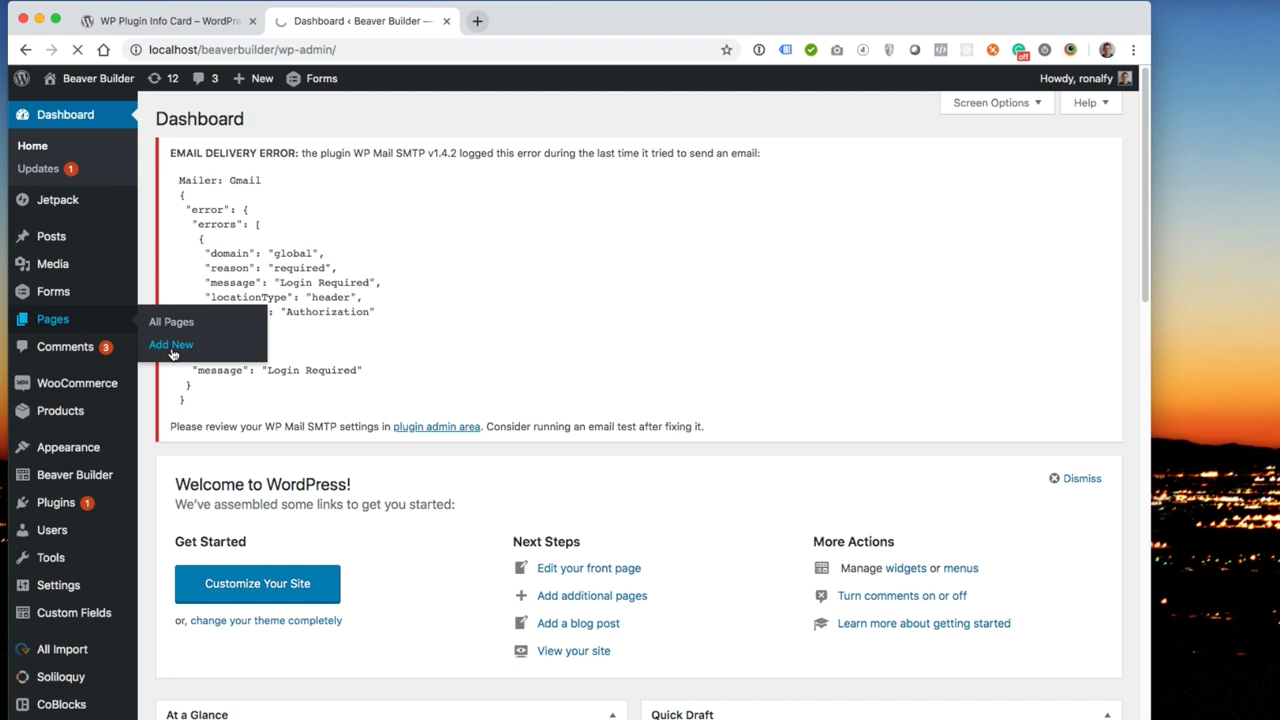 WP Plugin Info Card – WordPr
Dashboard ‹ Beaver Builder —
localhost/beaverbuilder/wp-admin/
off
Beaver Builder
12
3
New
Forms
Howdy, ronalfy
Dashboard
Home
Updates 1
Jetpack
Posts
Media
Forms
Pages
Comments 3
WooCommerce
Products
Appearance
Beaver Builder
Plugins 1
Users
Tools
Settings
Custom Fields
All Import
Soliloquy
CoBlocks
All Pages
Add New
Screen Options
Help
Dashboard
EMAIL DELIVERY ERROR: the plugin WP Mail SMTP v1.4.2 logged this error during the last time it tried to send an email:
Mailer: Gmail
{
"error": {
"errors": [
{
"domain": "global",
"reason": "required",
"message": "Login Required",
"locationType": "header",
: "Authorization"
"message": "Login Required"
}
}
Please review your WP Mail SMTP settings in plugin admin area. Consider running an email test after fixing it.
Welcome to WordPress!
Dismiss
We've assembled some links to get you started:
Get Started
Customize Your Site
or, change your theme completely
Next Steps
Edit your front page
Add additional pages
Add a blog post
View your site
More Actions
Manage widgets or menus
Turn comments on or off
Learn more about getting started
At a Glance
Quick Draft